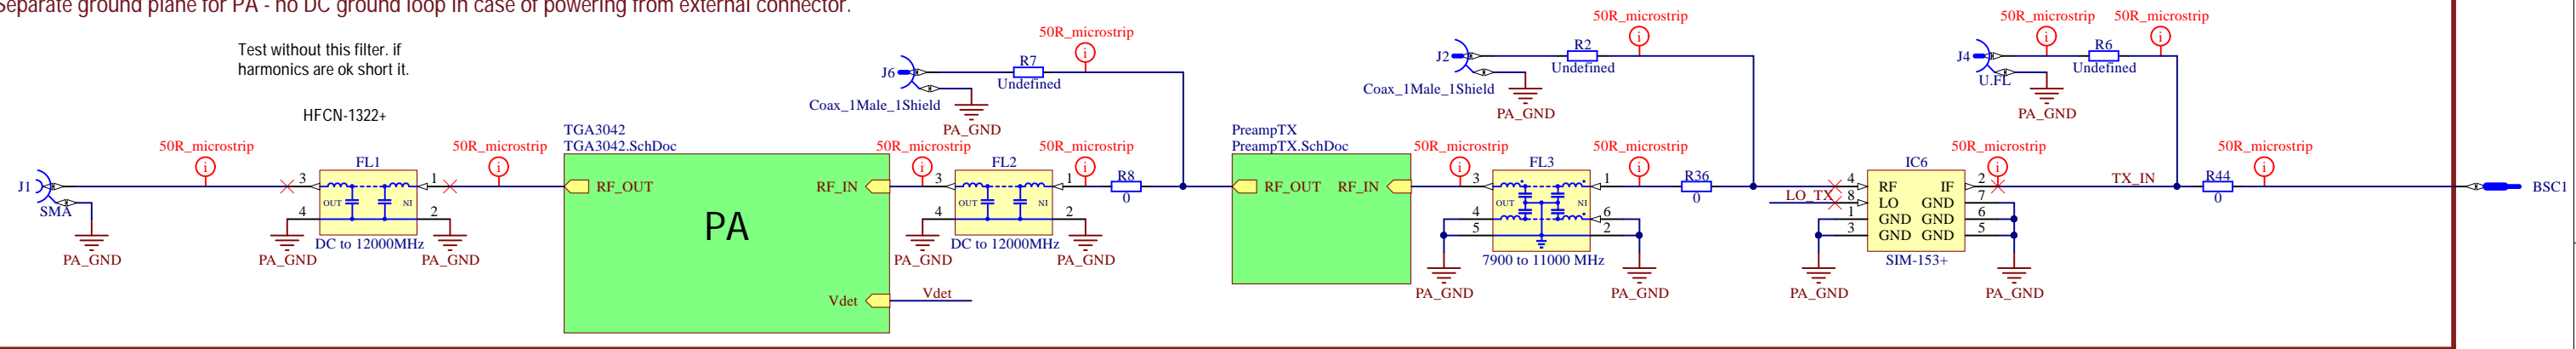 Separate ground plane for PA - no DC ground loop in case of powering from external connector.
Test without this filter. if
harmonics are ok short it.
HFCN-1322+
J1
SMA
PA_GND
50R_microstrip
FL1
3
1
OUT
NI
4
2
DC to 12000MHz
PA_GND
PA_GND
50R_microstrip
TGA3042
TGA3042.SchDoc
RF_OUT
RF_IN
PA
Vdet
Vdet
J6
Coax_1Male_1Shield
PA_GND
R7
Undefined
50R_microstrip
50R_microstrip
FL2
3
1
OUT
NI
4
2
DC to 12000MHz
PA_GND
PA_GND
50R_microstrip
R8
0
PreampTX
PreampTX.SchDoc
RF_OUT
RF_IN
J2
Coax_1Male_1Shield
PA_GND
R2
Undefined
50R_microstrip
50R_microstrip
FL3
3
1
OUT
NI
4
6
5
2
7900 to 11000 MHz
PA_GND
PA_GND
50R_microstrip
R36
0
J4
U.FL
PA_GND
50R_microstrip
R6
Undefined
50R_microstrip
LO_TX
IC6
4
RF
IF
2
8
LO
GND
7
1
GND
GND
6
3
GND
GND
5
SIM-153+
PA_GND
PA_GND
50R_microstrip
TX_IN
R44
0
50R_microstrip
BSC1